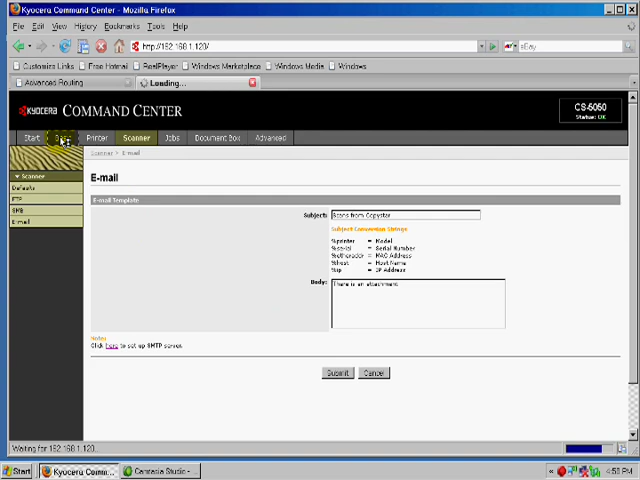 Kyocera Command Center - Mozilla Firefox
File Edit View History Bookmarks Tools Help
http://192.168.1.120/
eBay
Customize Links Free Hotmail RealPlayer Windows Marketplace Windows Media Windows
Advanced Routing Loading...
KYOCERA COMMAND CENTER
CS-5050
Status: OK
Start Printer Scanner Jobs Document Box Advanced
Scanner > E-mail
Scanner
Defaults
FTP
SMB
E-mail
E-mail
E-mail Template
Subject: Scans from Copystar
Subject Conversion Strings
%printer = Model
%serial = Serial Number
%etheraddr = MAC Address
%host = Host Name
%ip = IP Address
Body: There is an attachment
Note:
Click here to set up SMTP server.
Submit Cancel
Waiting for 192.168.1.120...
Start Kyocera Comm... Camtasia Studio - ... 4:50 PM